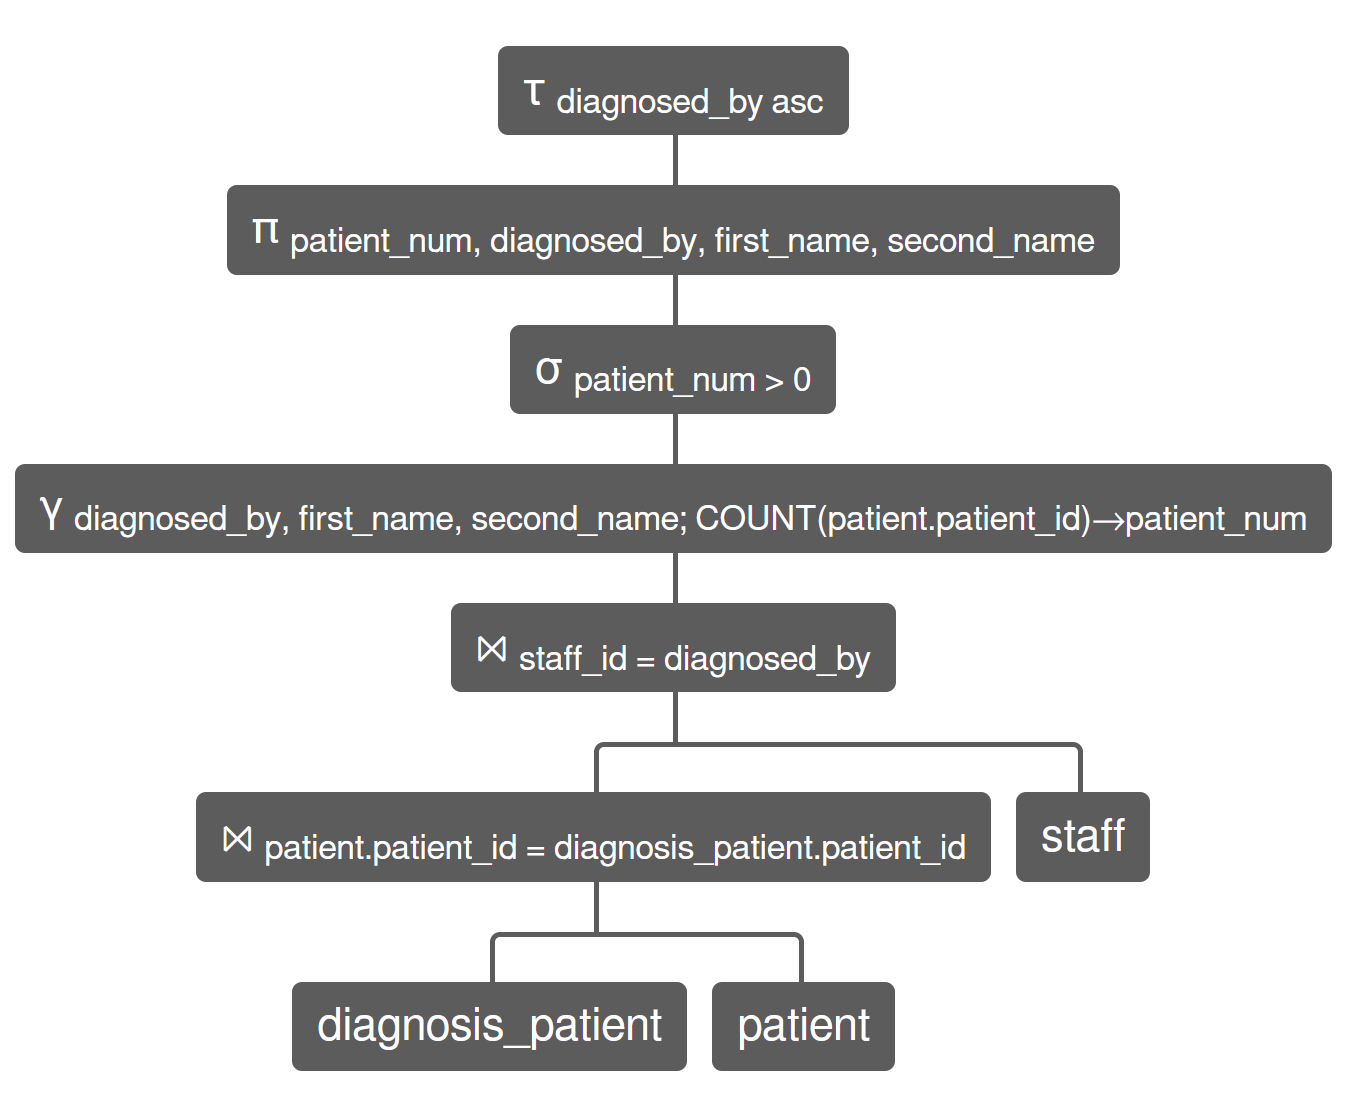 τ diagnosed_by asc
π patient_num, diagnosed_by, first_name, second_name
σ patient_num > 0
γ diagnosed_by, first_name, second_name; COUNT(patient.patient_id)→patient_num
⋈ staff_id = diagnosed_by
⋈ patient.patient_id = diagnosis_patient.patient_id
staff
diagnosis_patient
patient